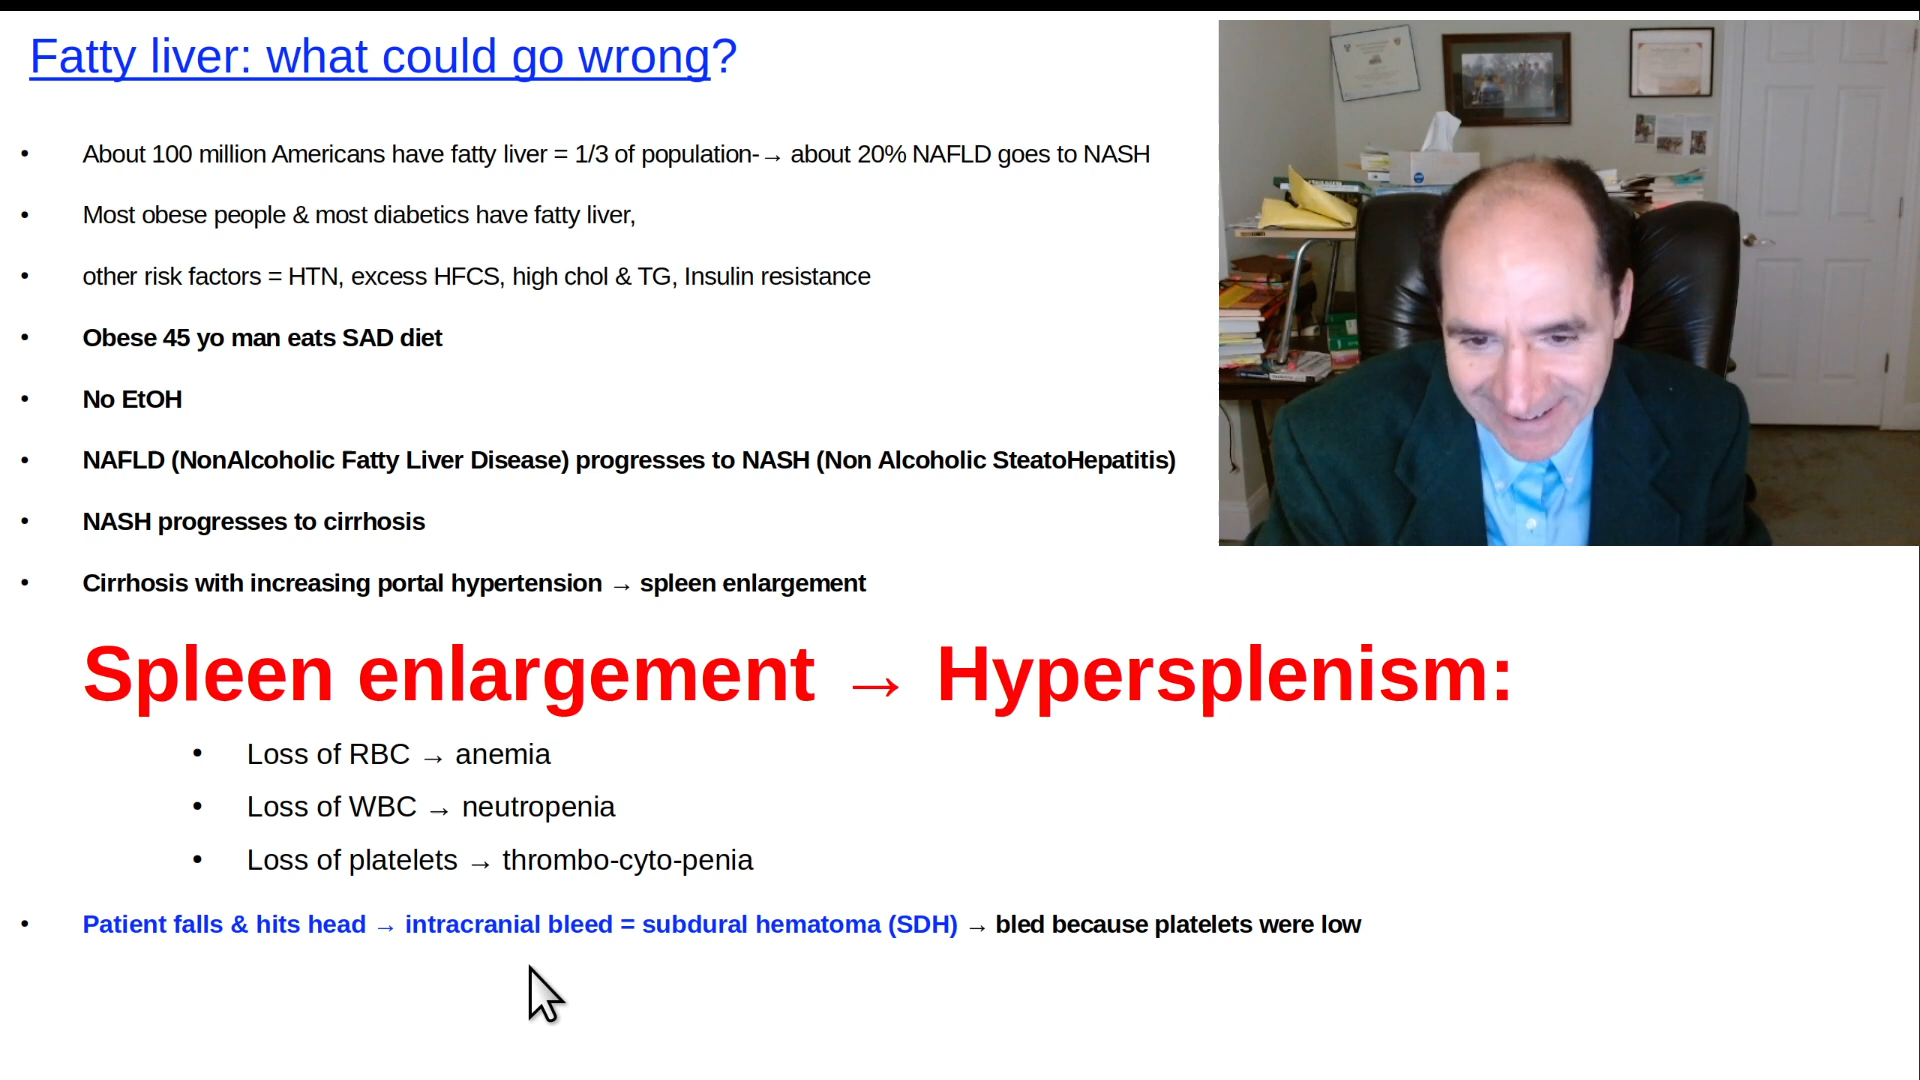 Fatty liver: what could go wrong?
• About 100 million Americans have fatty liver = 1/3 of population-→ about 20% NAFLD goes to NASH
• Most obese people & most diabetics have fatty liver,
• other risk factors = HTN, excess HFCS, high chol & TG, Insulin resistance
• Obese 45 yo man eats SAD diet
• No EtOH
• NAFLD (NonAlcoholic Fatty Liver Disease) progresses to NASH (Non Alcoholic SteatoHepatitis)
• NASH progresses to cirrhosis
• Cirrhosis with increasing portal hypertension → spleen enlargement
Spleen enlargement → Hypersplenism:
• Loss of RBC → anemia
• Loss of WBC → neutropenia
• Loss of platelets → thrombo-cyto-penia
• Patient falls & hits head → intracranial bleed = subdural hematoma (SDH) → bled because platelets were low